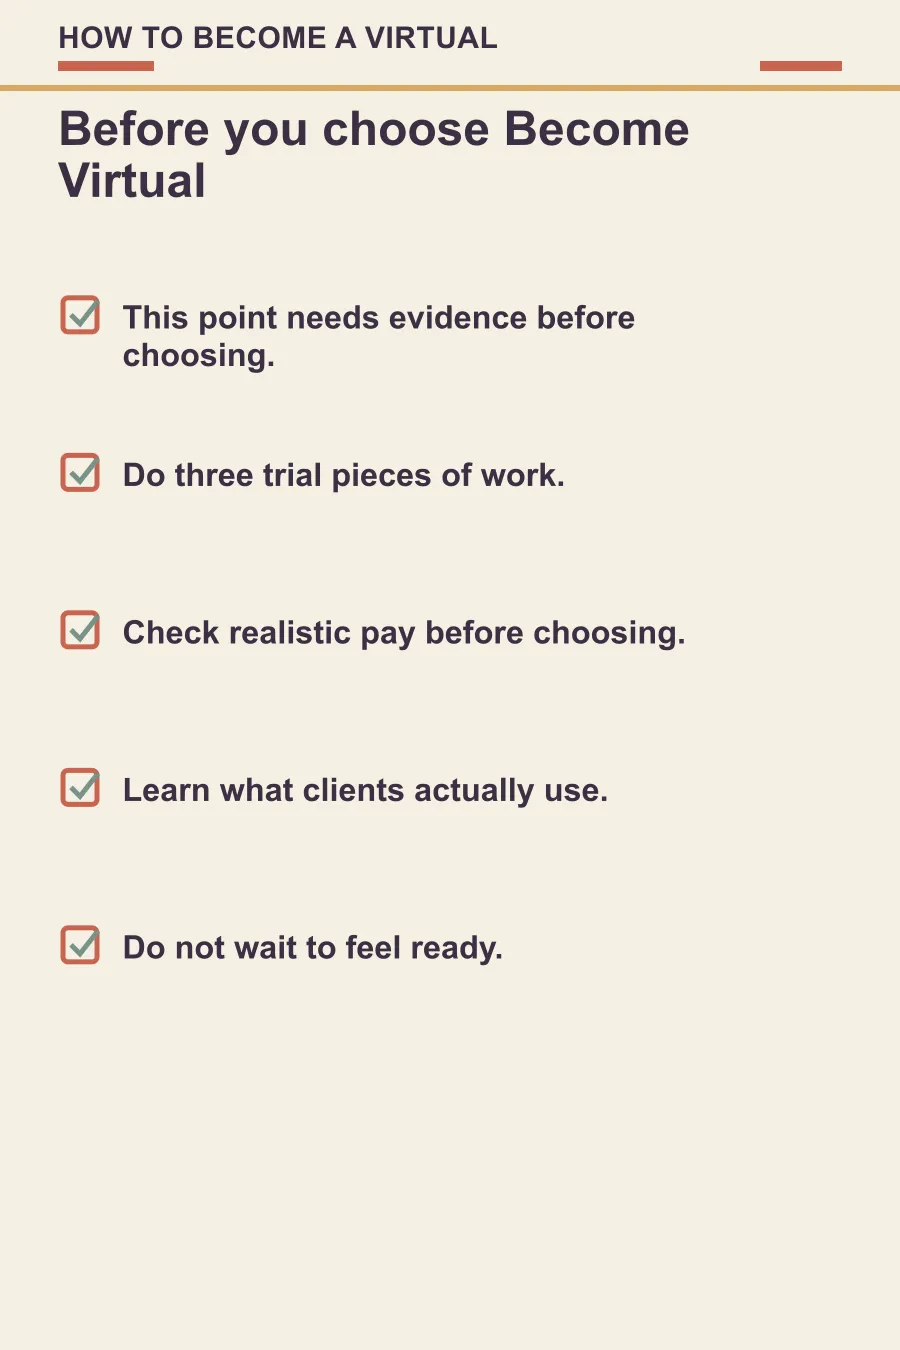 HOW TO BECOME A VIRTUAL
Before you choose Become
Virtual
This point needs evidence before
choosing.
Do three trial pieces of work.
Check realistic pay before choosing.
Learn what clients actually use.
Do not wait to feel ready.